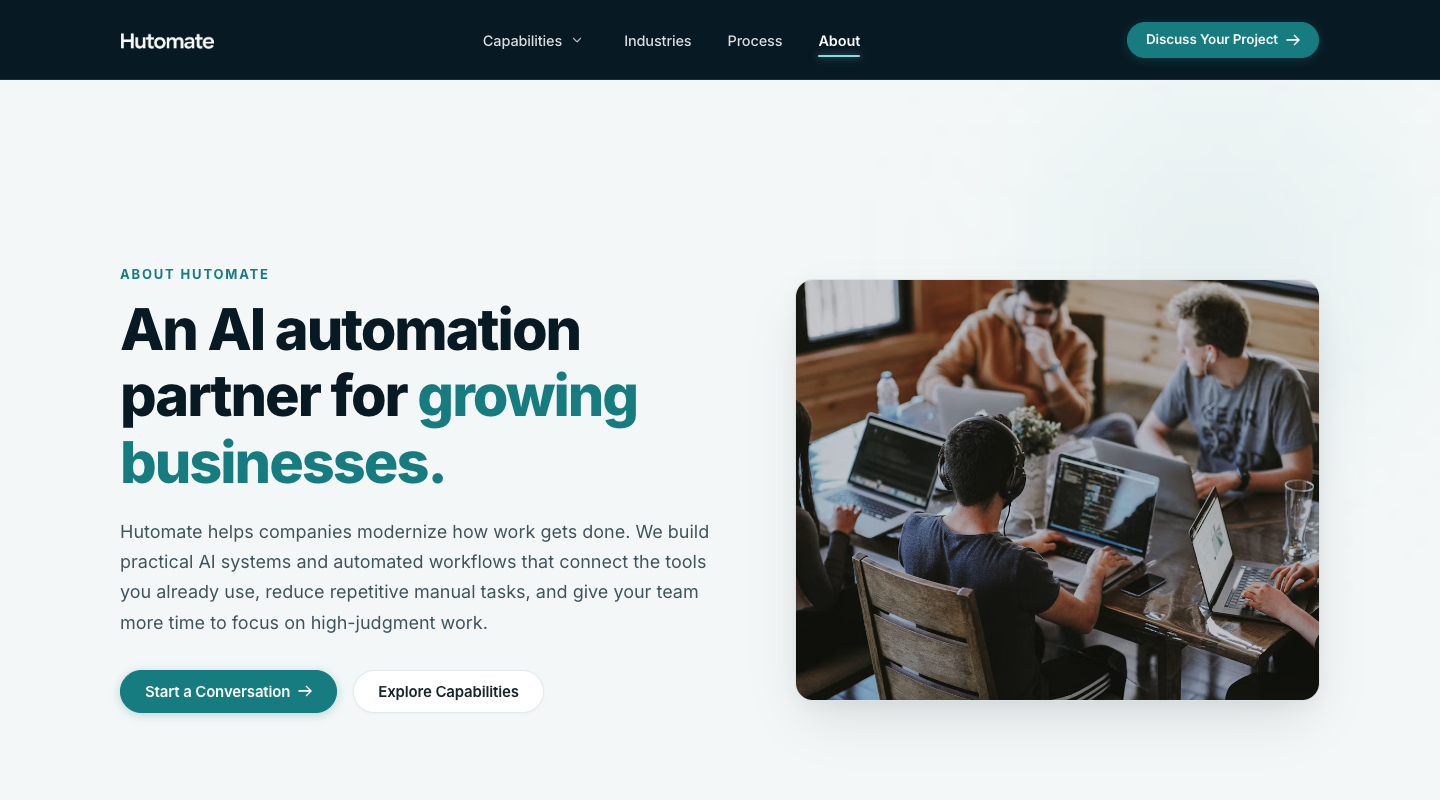 Hutomate
Capabilities
Industries
Process
About
Discuss Your Project
ABOUT HUTOMATE
An AI automation
partner for growing
businesses.
Hutomate helps companies modernize how work gets done. We build
practical AI systems and automated workflows that connect the tools
you already use, reduce repetitive manual tasks, and give your team
more time to focus on high-judgment work.
Start a Conversation
Explore Capabilities